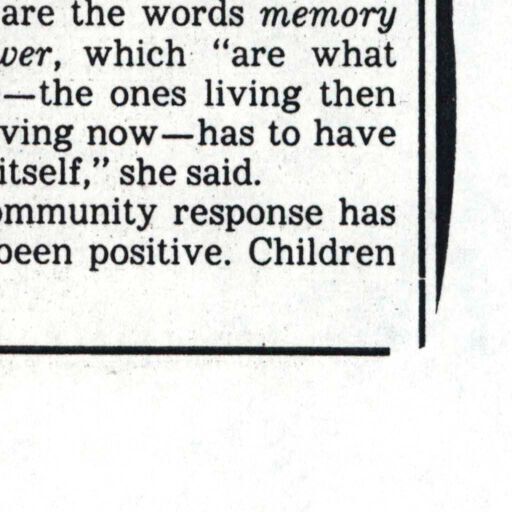 are the words memory
wer, which “are what
—the ones living then
ving now—has to have
itself,” she said.
ommunity response has
been positive. Children